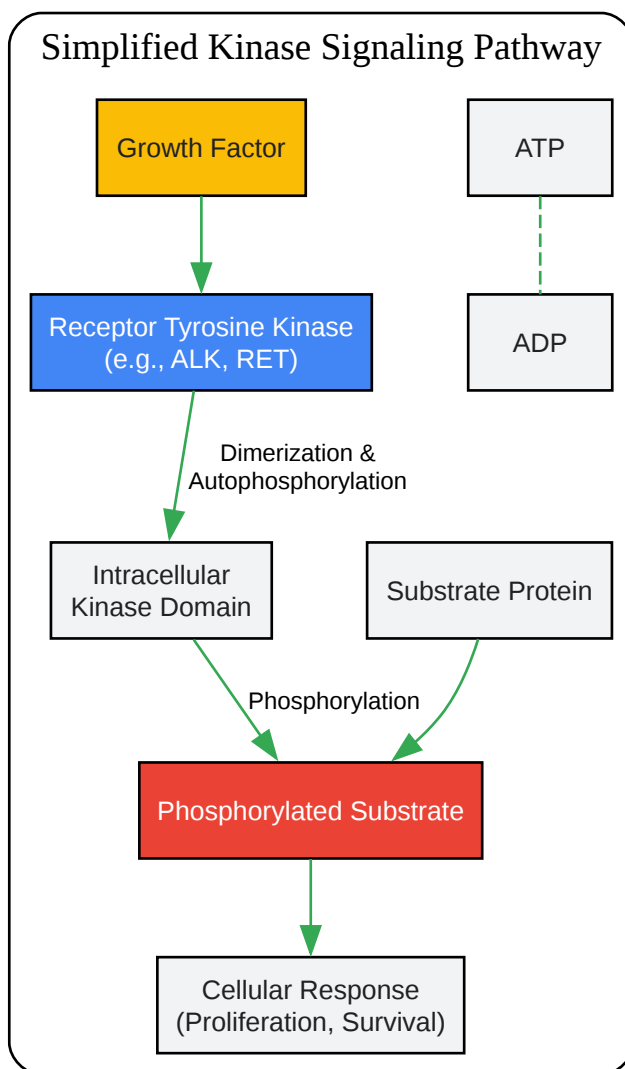 Simplified Kinase Signaling Pathway
Growth Factor
ATP
Receptor Tyrosine Kinase
(e.g., ALK, RET)
ADP
Dimerization &
Autophosphorylation
Intracellular
Kinase Domain
Substrate Protein
Phosphorylation
Phosphorylated Substrate
Cellular Response
(Proliferation, Survival)